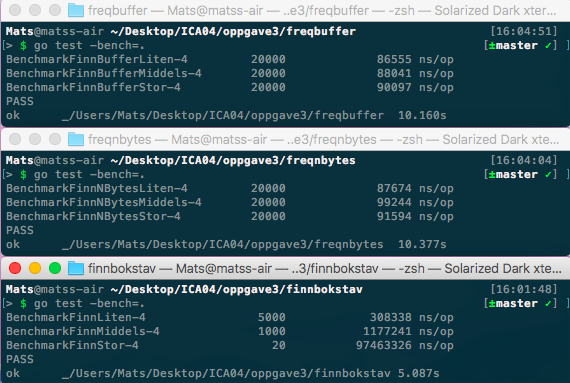 freqbuffer — Mats@matss-air — ..e3/freqbuffer — -zsh — Solarized Dark xter...
Mats@matss-air ~/Desktop/ICA04/oppgave3/freqbuffer [16:04:51]
[> $ go test -bench=. [±master ✓]
BenchmarkFinnBufferLiten-4 20000 86555 ns/op
BenchmarkFinnBufferMiddels-4 20000 88041 ns/op
BenchmarkFinnBufferStor-4 20000 90097 ns/op
PASS
ok _/Users/Mats/Desktop/ICA04/oppgave3/freqbuffer 10.160s
freqnbytes — Mats@matss-air — ..e3/freqnbytes — -zsh — Solarized Dark xter...
Mats@matss-air ~/Desktop/ICA04/oppgave3/freqnbytes [16:04:04]
[> $ go test -bench=. [±master ✓]
BenchmarkFinnNBytesLiten-4 20000 87674 ns/op
BenchmarkFinnNBytesMiddels-4 20000 99244 ns/op
BenchmarkFinnNBytesStor-4 20000 91594 ns/op
PASS
ok _/Users/Mats/Desktop/ICA04/oppgave3/freqnbytes 10.377s
finnbokstav — Mats@matss-air — ..3/finnbokstav — -zsh — Solarized Dark xte...
Mats@matss-air ~/Desktop/ICA04/oppgave3/finnbokstav [16:01:48]
[> $ go test -bench=. [±master ✓]
BenchmarkFinnLiten-4 5000 308338 ns/op
BenchmarkFinnMiddels-4 1000 1177241 ns/op
BenchmarkFinnStor-4 20 97463326 ns/op
PASS
ok _/Users/Mats/Desktop/ICA04/oppgave3/finnbokstav 5.087s